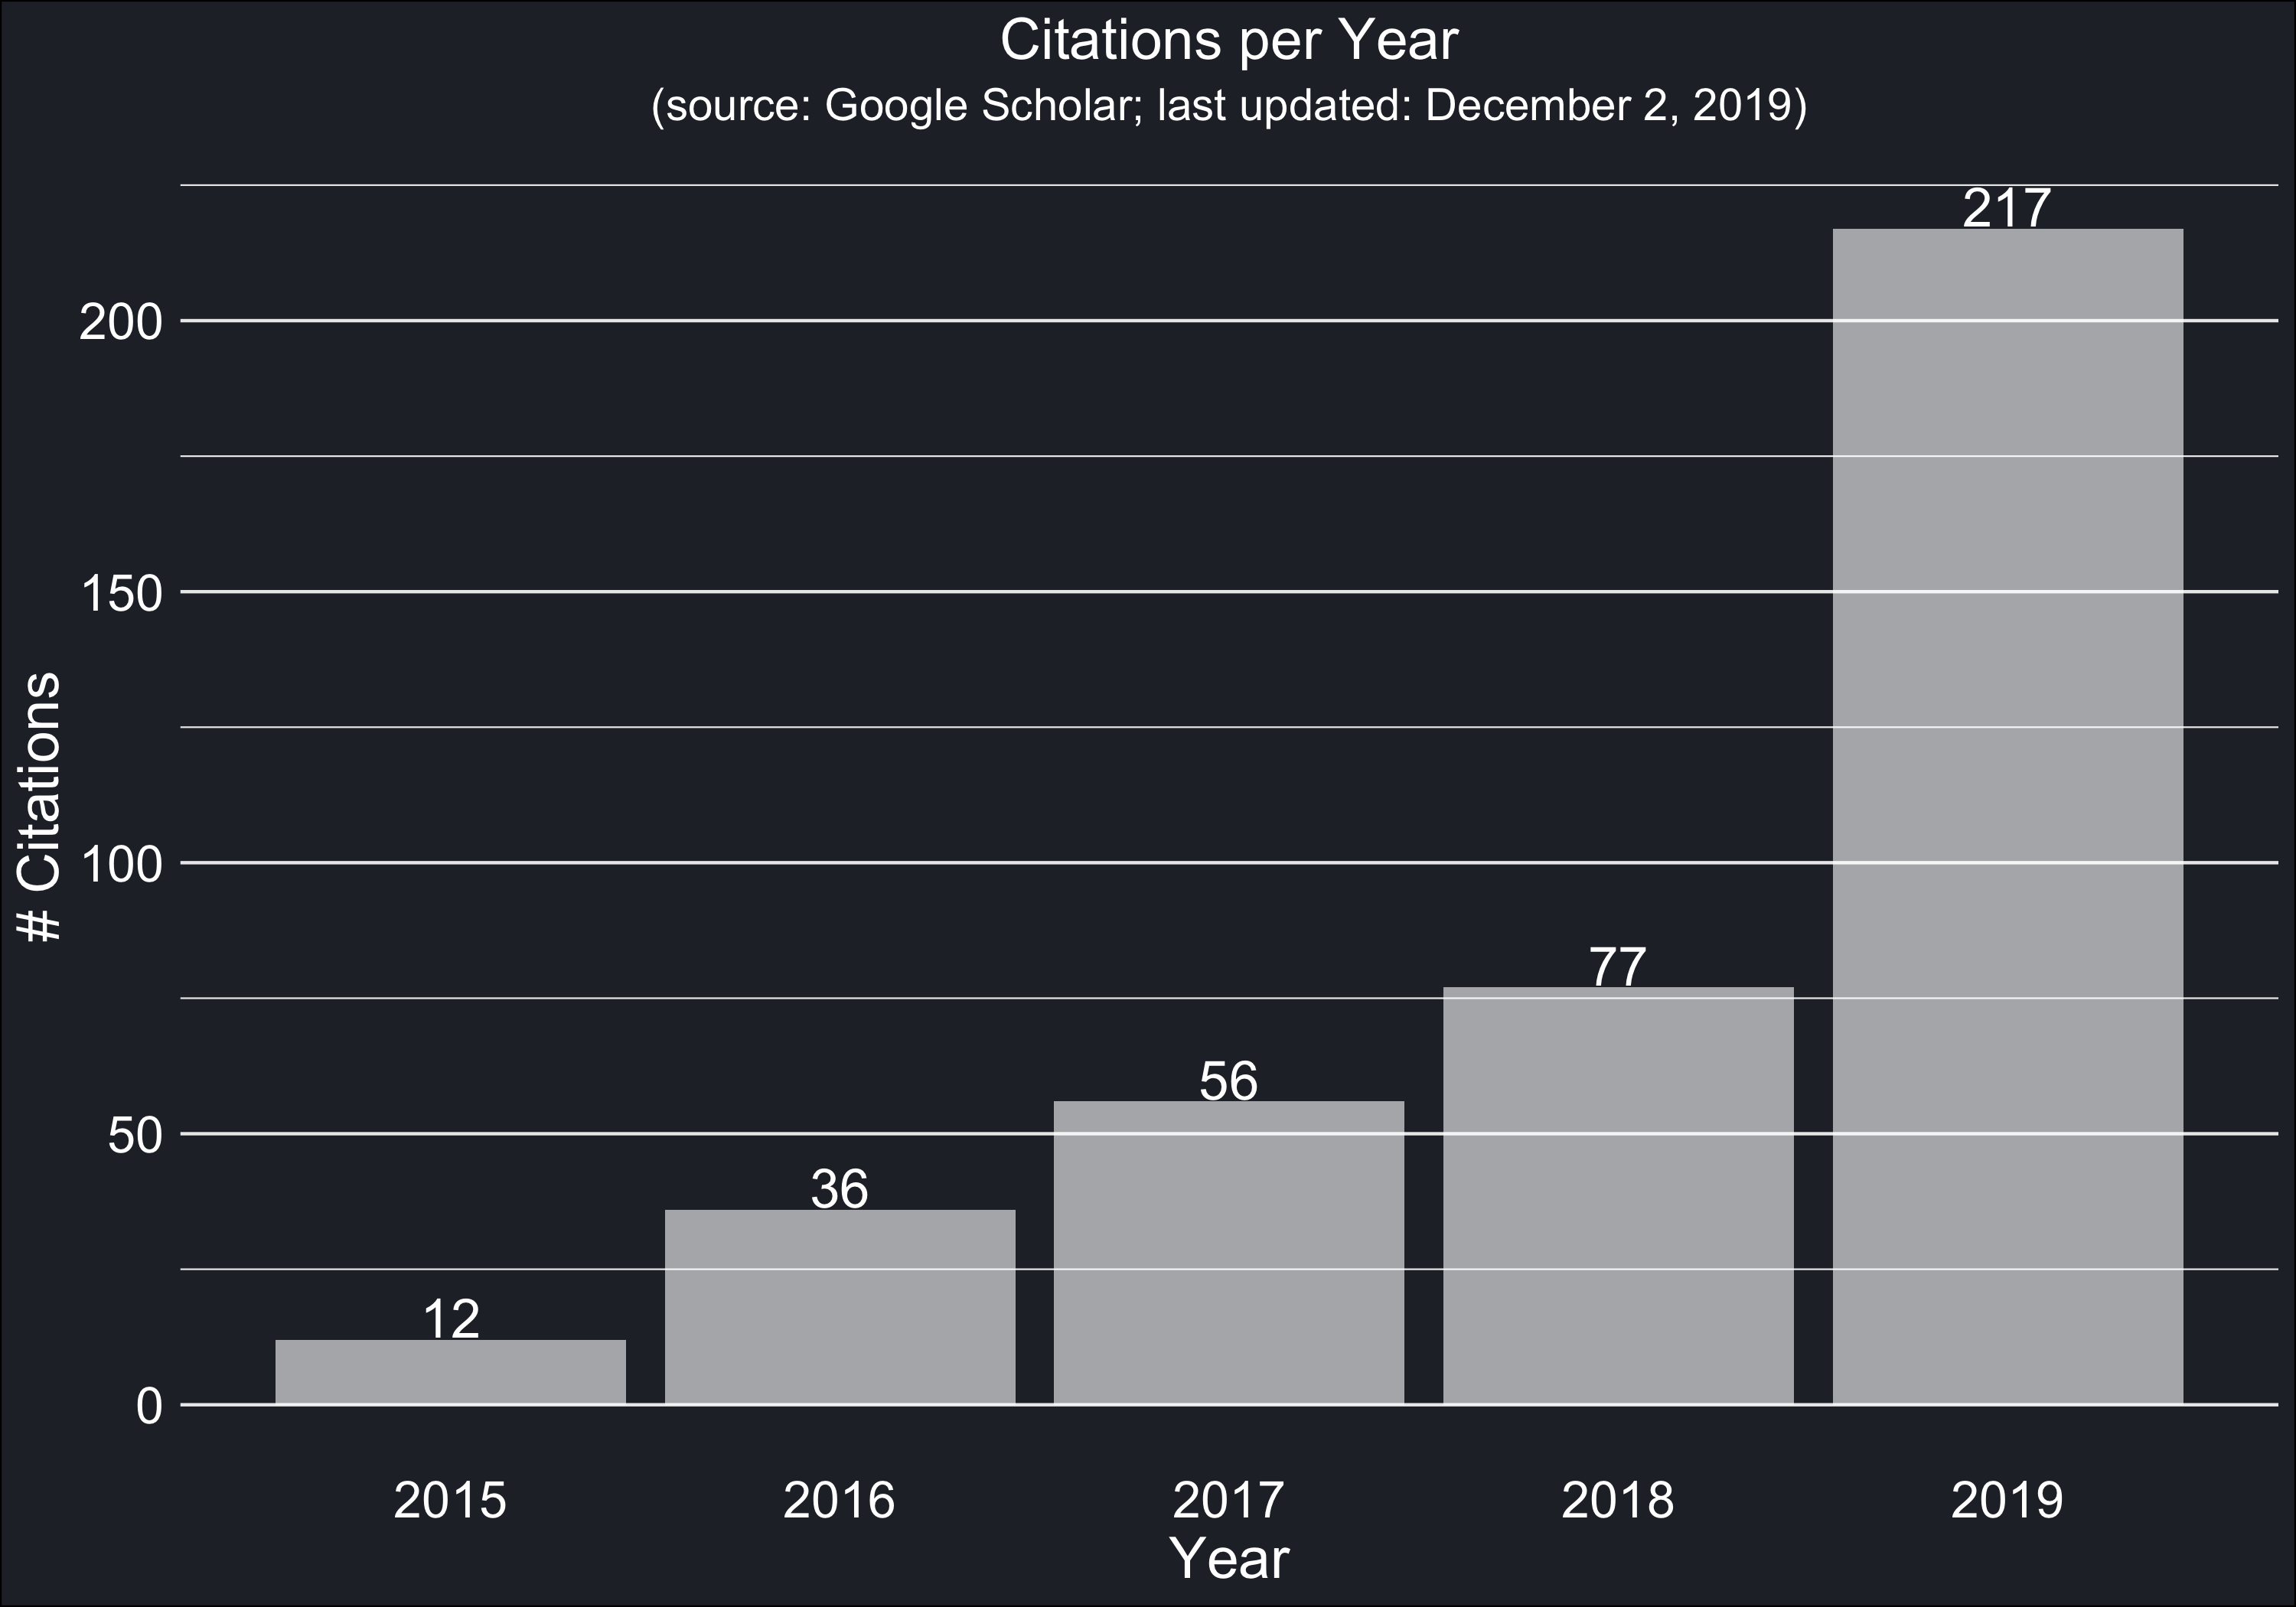 Citations per Year
(source: Google Scholar; last updated: December 2, 2019)
# Citations
200
150
100
50
0
217
77
56
36
12
2015 2016 2017 2018 2019
Year